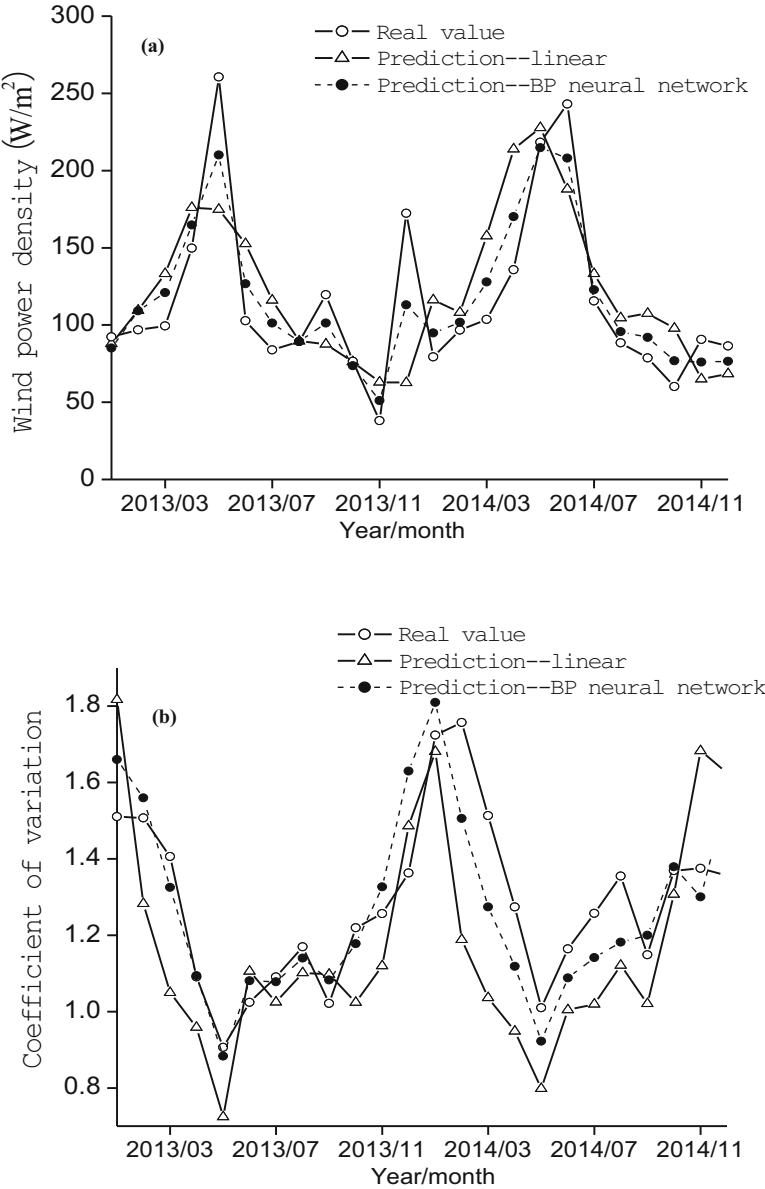 300
(a)
Real value
Prediction--linear
Prediction--BP neural network
250
200
150
100
50
0
Wind power density (W/m²)
2013/03 2013/07 2013/11 2014/03 2014/07 2014/11
Year/month
Real value
Prediction--linear
Prediction--BP neural network
(b)
1.8
1.6
1.4
1.2
1.0
0.8
Coefficient of variation
2013/03 2013/07 2013/11 2014/03 2014/07 2014/11
Year/month